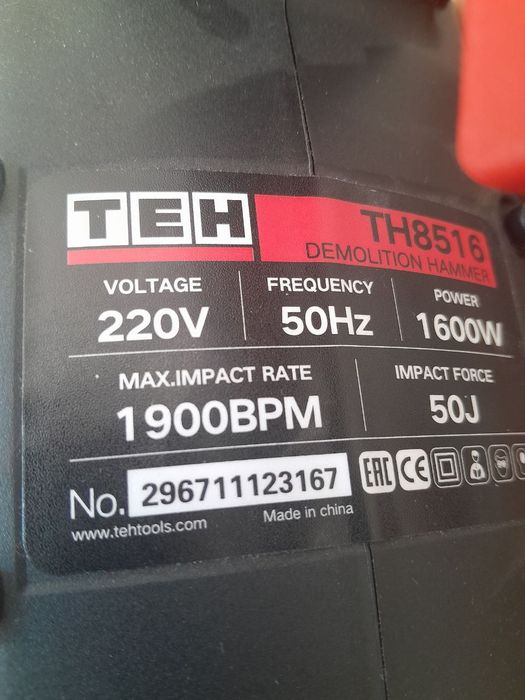 TEH
TH8516
DEMOLITION HAMMER
VOLTAGE FREQUENCY POWER
220V 50Hz 1600W
MAX.IMPACT RATE IMPACT FORCE
1900BPM 50J
No. 296711123167 EAC CE
www.tehtools.com Made in china